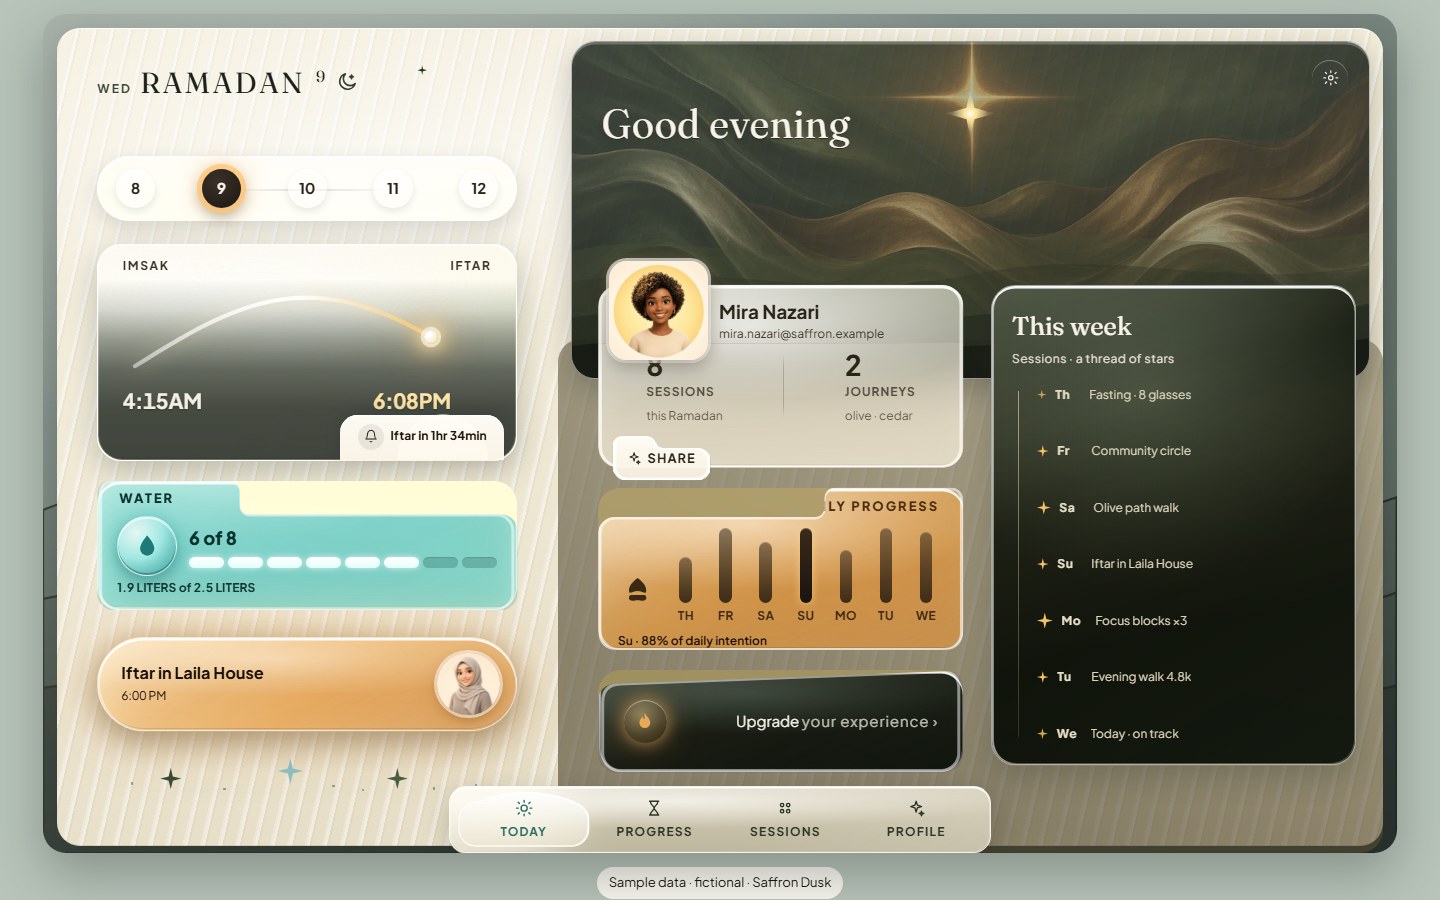 WED RAMADAN 9
8 9 10 11 12
IMSAK IFTAR
4:15AM 6:08PM
Iftar in 1hr 34min
WATER
6 of 8
1.9 LITERS of 2.5 LITERS
Iftar in Laila House
6:00 PM
Good evening
Mira Nazari
mira.nazari@saffron.example
8 2
SESSIONS JOURNEYS
this Ramadan olive · cedar
SHARE
LY PROGRESS
TH FR SA SU MO TU WE
Su · 88% of daily intention
Upgrade your experience ›
This week
Sessions · a thread of stars
Th Fasting · 8 glasses
Fr Community circle
Sa Olive path walk
Su Iftar in Laila House
Mo Focus blocks ×3
Tu Evening walk 4.8k
We Today · on track
TODAY PROGRESS SESSIONS PROFILE
Sample data · fictional · Saffron Dusk